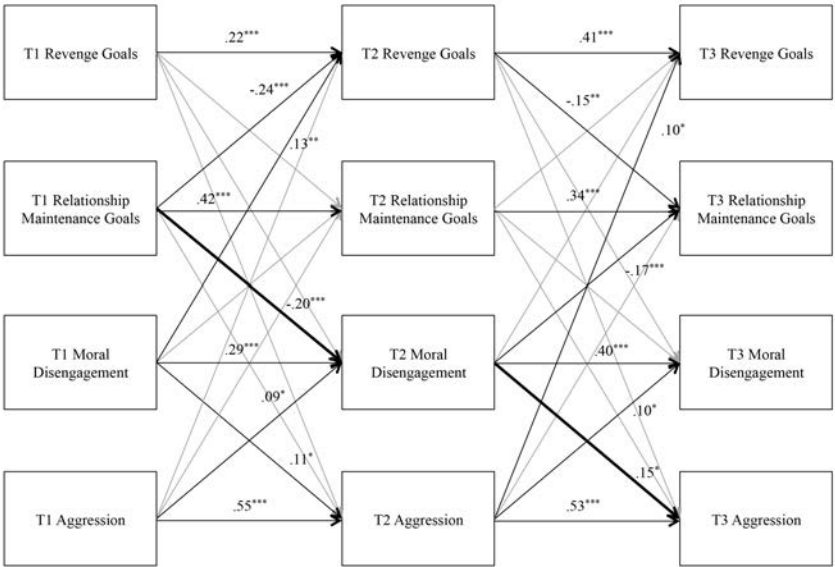 .22***
.41***
T1 Revenge Goals
T2 Revenge Goals
T3 Revenge Goals
-.24***
-.15**
.10*
.13**
T1 Relationship
Maintenance Goals
.42***
T2 Relationship
Maintenance Goals
.34***
T3 Relationship
Maintenance Goals
-.17***
-.20***
T1 Moral
Disengagement
.29***
T2 Moral
Disengagement
.40***
T3 Moral
Disengagement
.09*
.10*
.11*
.15*
T1 Aggression
.55***
T2 Aggression
.53***
T3 Aggression